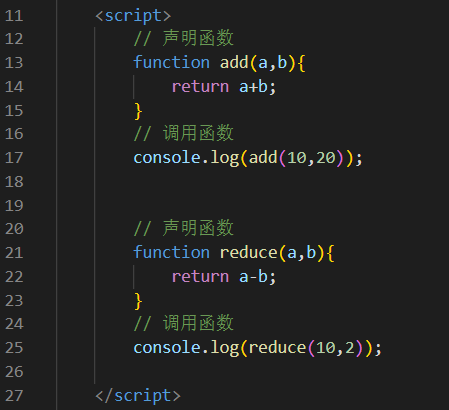 11 <script>
12 // 声明函数
13 function add(a,b){
14 return a+b;
15 }
16 // 调用函数
17 console.log(add(10,20));
18
19
20 // 声明函数
21 function reduce(a,b){
22 return a-b;
23 }
24 // 调用函数
25 console.log(reduce(10,2));
26
27 </script>